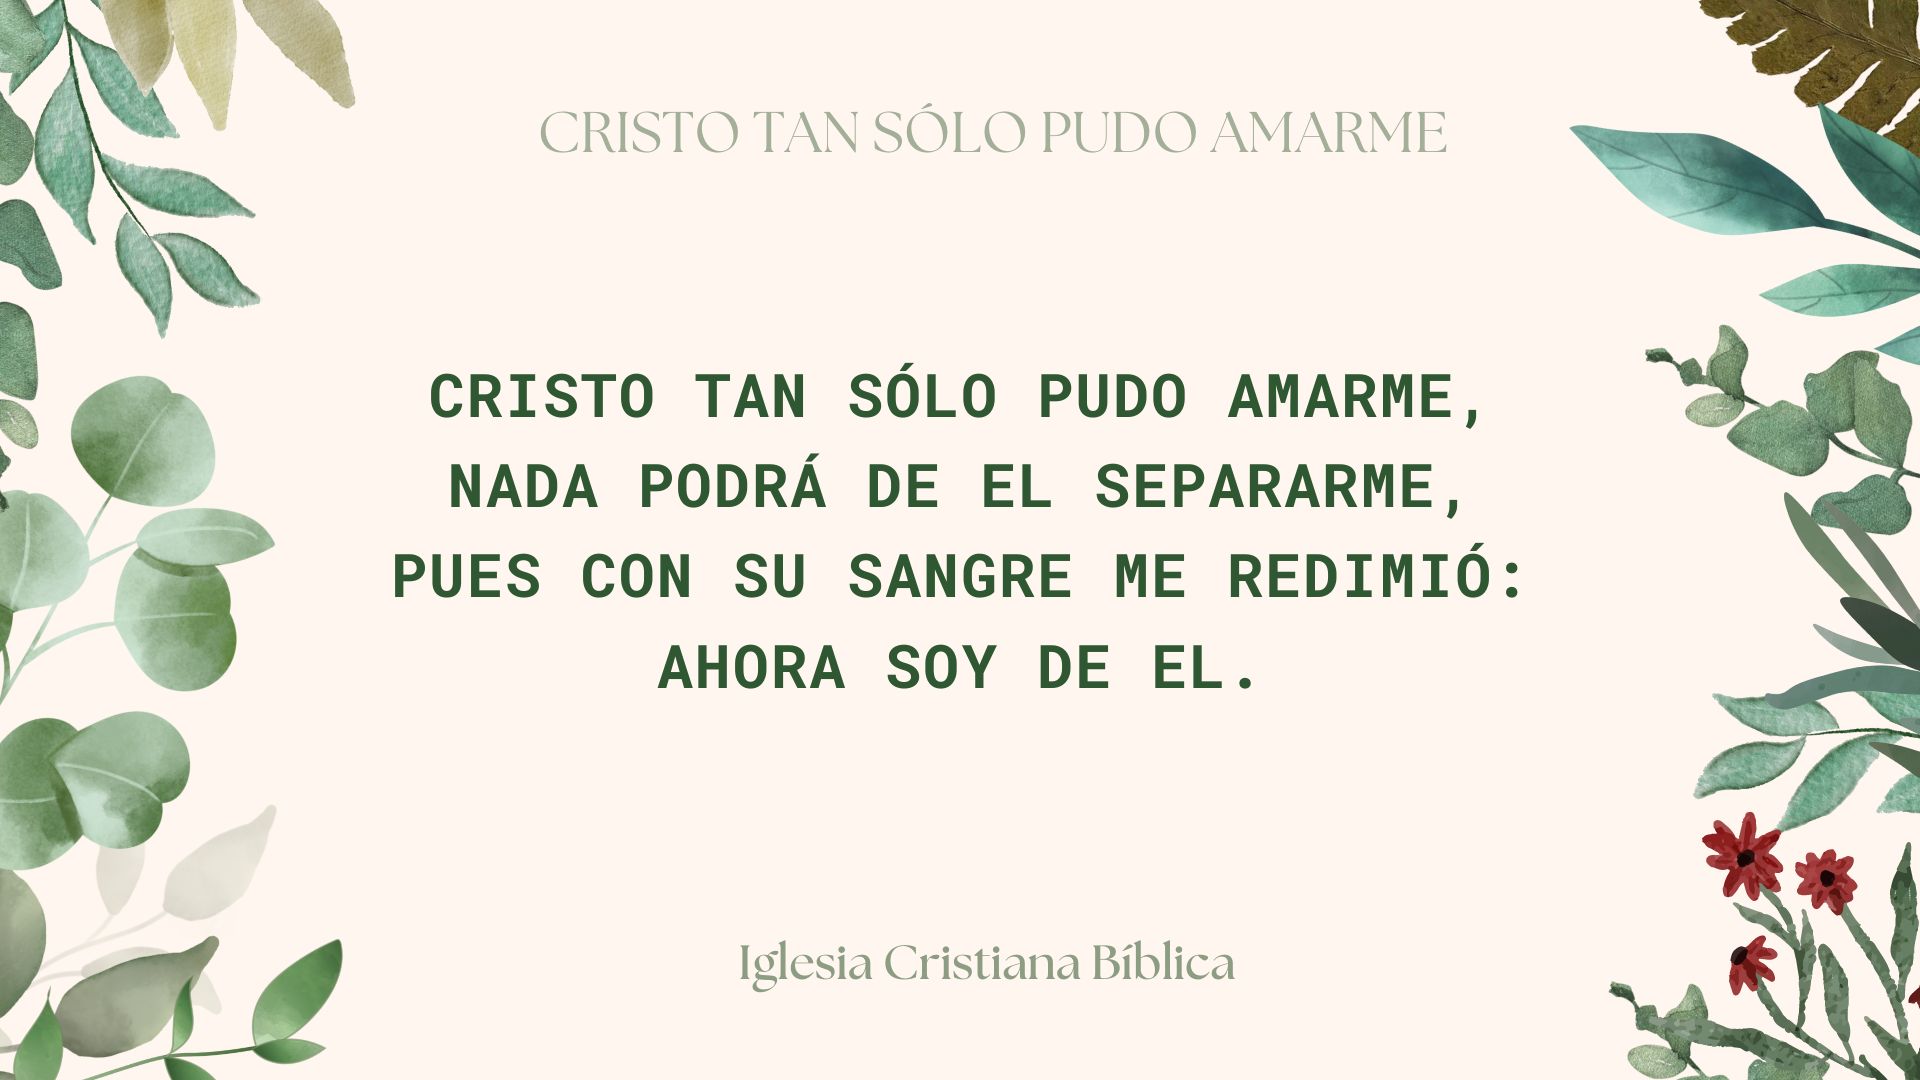 CRISTO TAN SÓLO PUDO AMARME
CRISTO TAN SÓLO PUDO AMARME,
NADA PODRÁ DE EL SEPARARME,
PUES CON SU SANGRE ME REDIMIÓ:
AHORA SOY DE EL.
Iglesia Cristiana Bíblica